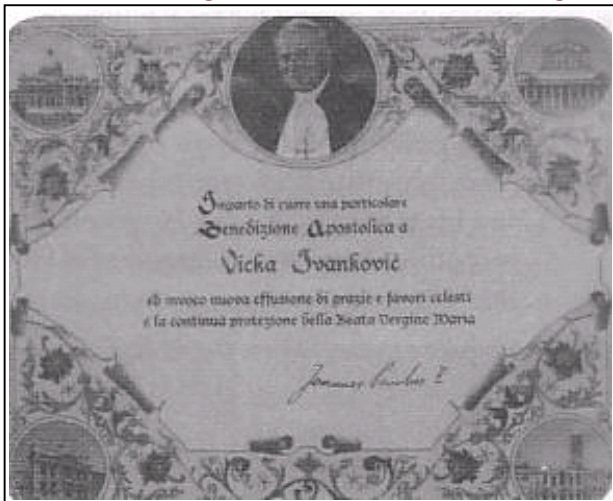 Imparto di cuore una particolare
Benedizione Apostolica a
Vicka Ivanković
ed invoco nuova effusione di grazie e favori celesti
e la continua protezione della Beata Vergine Maria